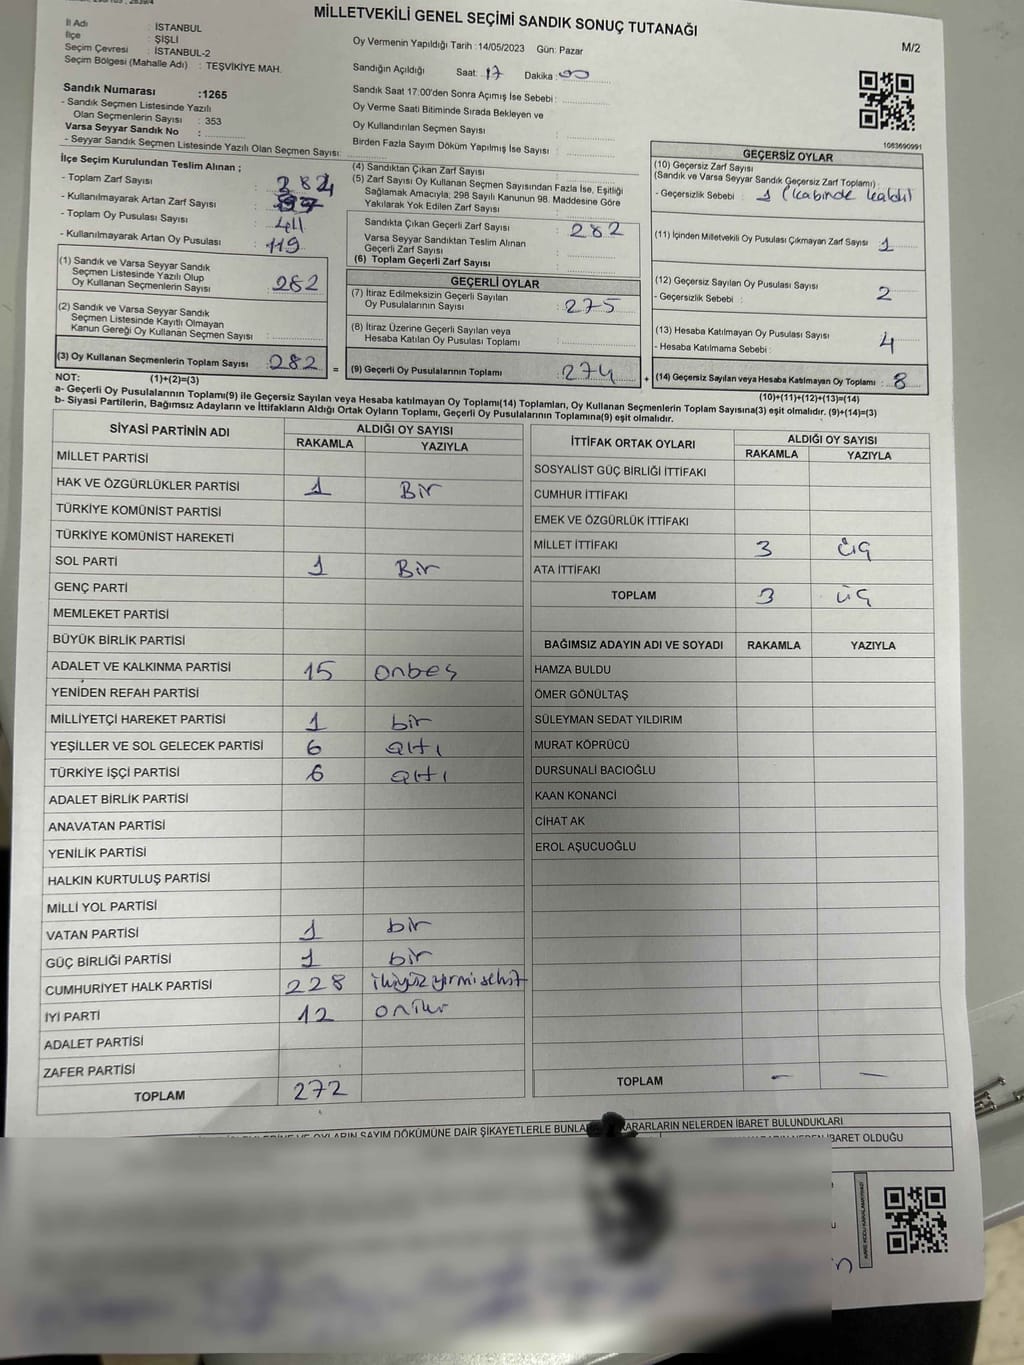 MİLLETVEKİLİ GENEL SEÇİMİ SANDIK SONUÇ TUTANAĞI
M/2
İl Adı : İSTANBUL
İlçe : ŞİŞLİ
Seçim Çevresi : İSTANBUL-2
Seçim Bölgesi (Mahalle Adı) : TEŞVİKİYE MAH.
Oy Vermenin Yapıldığı Tarih :14/05/2023 Gün: Pazar
Sandığın Açıldığı Saat: 17 Dakika: 00
Sandık Saat 17:00'den Sonra Açımış İse Sebebi :
Oy Verme Saati Bitiminde Sırada Bekleyen ve
Oy Kullandırılan Seçmen Sayısı :
Birden Fazla Sayım Döküm Yapılmış İse Sayısı :
Sandık Numarası :1265
- Sandık Seçmen Listesinde Yazılı
Olan Seçmenlerin Sayısı : 353
Varsa Seyyar Sandık No :
- Seyyar Sandık Seçmen Listesinde Yazılı Olan Seçmen Sayısı:
1063690991
İlçe Seçim Kurulundan Teslim Alınan ;
- Toplam Zarf Sayısı :
- Kullanılmayarak Artan Zarf Sayısı :
- Toplam Oy Pusulası Sayısı : 411
- Kullanılmayarak Artan Oy Pusulası : 119
(1) Sandık ve Varsa Seyyar Sandık
Seçmen Listesinde Yazılı Olup
Oy Kullanan Seçmenlerin Sayısı : 282
(2) Sandık ve Varsa Seyyar Sandık
Seçmen Listesinde Kayıtlı Olmayan
Kanun Gereği Oy Kullanan Seçmen Sayısı :
(3) Oy Kullanan Seçmenlerin Toplam Sayısı : 282 =
(4) Sandıktan Çıkan Zarf Sayısı :
(5) Zarf Sayısı Oy Kullanan Seçmen Sayısından Fazla İse, Eşitliği
Sağlamak Amacıyla, 298 Sayılı Kanunun 98. Maddesine Göre
Yakılarak Yok Edilen Zarf Sayısı :
Sandıkta Çıkan Geçerli Zarf Sayısı : 282
Varsa Seyyar Sandıktan Teslim Alınan
Geçerli Zarf Sayısı :
(6) Toplam Geçerli Zarf Sayısı :
GEÇERLİ OYLAR
(7) İtiraz Edilmeksizin Geçerli Sayılan
Oy Pusulalarının Sayısı : 275
(8) İtiraz Üzerine Geçerli Sayılan veya
Hesaba Katılan Oy Pusulası Toplamı :
(9) Geçerli Oy Pusulalarının Toplamı : 274 +
GEÇERSİZ OYLAR
(10) Geçersiz Zarf Sayısı
(Sandık ve Varsa Seyyar Sandık Geçersiz Zarf Toplamı) :
- Geçersizlik Sebebi : 1 (kabinde kaldı)
(11) İçinden Milletvekili Oy Pusulası Çıkmayan Zarf Sayısı : 1
(12) Geçersiz Sayılan Oy Pusulası Sayısı : 2
- Geçersizlik Sebebi :
(13) Hesaba Katılmayan Oy Pusulası Sayısı : 4
- Hesaba Katılmama Sebebi :
(14) Geçersiz Sayılan veya Hesaba Katılmayan Oy Toplamı : 8
NOT: (1)+(2)=(3)
(10)+(11)+(12)+(13)=(14)
a- Geçerli Oy Pusulalarının Toplamı(9) ile Geçersiz Sayılan veya Hesaba katılmayan Oy Toplamı(14) Toplamları, Oy Kullanan Seçmenlerin Toplam Sayısına(3) eşit olmalıdır. (9)+(14)=(3)
b- Siyasi Partilerin, Bağımsız Adayların ve İttifakların Aldığı Ortak Oyların Toplamı, Geçerli Oy Pusulalarının Toplamına(9) eşit olmalıdır.
SİYASİ PARTİNİN ADI ALDIĞI OY SAYISI
RAKAMLA YAZIYLA
MİLLET PARTİSİ
HAK VE ÖZGÜRLÜKLER PARTİSİ 1 Bir
TÜRKİYE KOMÜNİST PARTİSİ
TÜRKİYE KOMÜNİST HAREKETİ
SOL PARTİ 1 Bir
GENÇ PARTİ
MEMLEKET PARTİSİ
BÜYÜK BİRLİK PARTİSİ
ADALET VE KALKINMA PARTİSİ 15 onbeş
YENİDEN REFAH PARTİSİ
MİLLİYETÇİ HAREKET PARTİSİ 1 bir
YEŞİLLER VE SOL GELECEK PARTİSİ 6 altı
TÜRKİYE İŞÇİ PARTİSİ 6 altı
ADALET BİRLİK PARTİSİ
ANAVATAN PARTİSİ
YENİLİK PARTİSİ
HALKIN KURTULUŞ PARTİSİ
MİLLİ YOL PARTİSİ
VATAN PARTİSİ 1 bir
GÜÇ BİRLİĞİ PARTİSİ 1 bir
CUMHURİYET HALK PARTİSİ 228 ikiyüz yirmi sekiz
İYİ PARTİ 12 oniki
ADALET PARTİSİ
ZAFER PARTİSİ
TOPLAM 272
İTTİFAK ORTAK OYLARI ALDIĞI OY SAYISI
RAKAMLA YAZIYLA
SOSYALİST GÜÇ BİRLİĞİ İTTİFAKI
CUMHUR İTTİFAKI
EMEK VE ÖZGÜRLÜK İTTİFAKI
MİLLET İTTİFAKI 3 üç
ATA İTTİFAKI
TOPLAM 3 üç
BAĞIMSIZ ADAYIN ADI VE SOYADI RAKAMLA YAZIYLA
HAMZA BULDU
ÖMER GÖNÜLTAŞ
SÜLEYMAN SEDAT YILDIRIM
MURAT KÖPRÜCÜ
DURSUNALİ BACIOĞLU
KAAN KONANCİ
CİHAT AK
EROL AŞUCUOĞLU
TOPLAM - -
OYLARIN SAYIM DÖKÜMÜNE DAİR ŞİKAYETLERLE BUNLA ARARLARIN NELERDEN İBARET BULUNDUKLARI
İBARET OLDUĞU